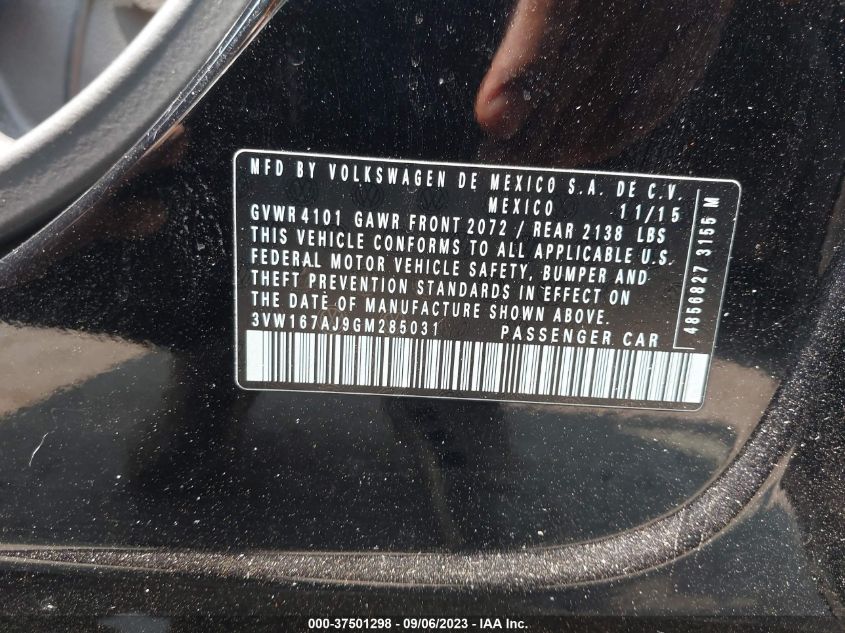 MFD BY VOLKSWAGEN DE MEXICO S.A. DE C.V.
MEXICO 11/15
GVWR 4101 GAWR FRONT 2072 / REAR 2138 LBS
THIS VEHICLE CONFORMS TO ALL APPLICABLE U.S.
FEDERAL MOTOR VEHICLE SAFETY, BUMPER AND
THEFT PREVENTION STANDARDS IN EFFECT ON
THE DATE OF MANUFACTURE SHOWN ABOVE.
3VW167AJ9GM285031 PASSENGER CAR
4856827 3155 M
000-37501298 - 09/06/2023 - IAA Inc.